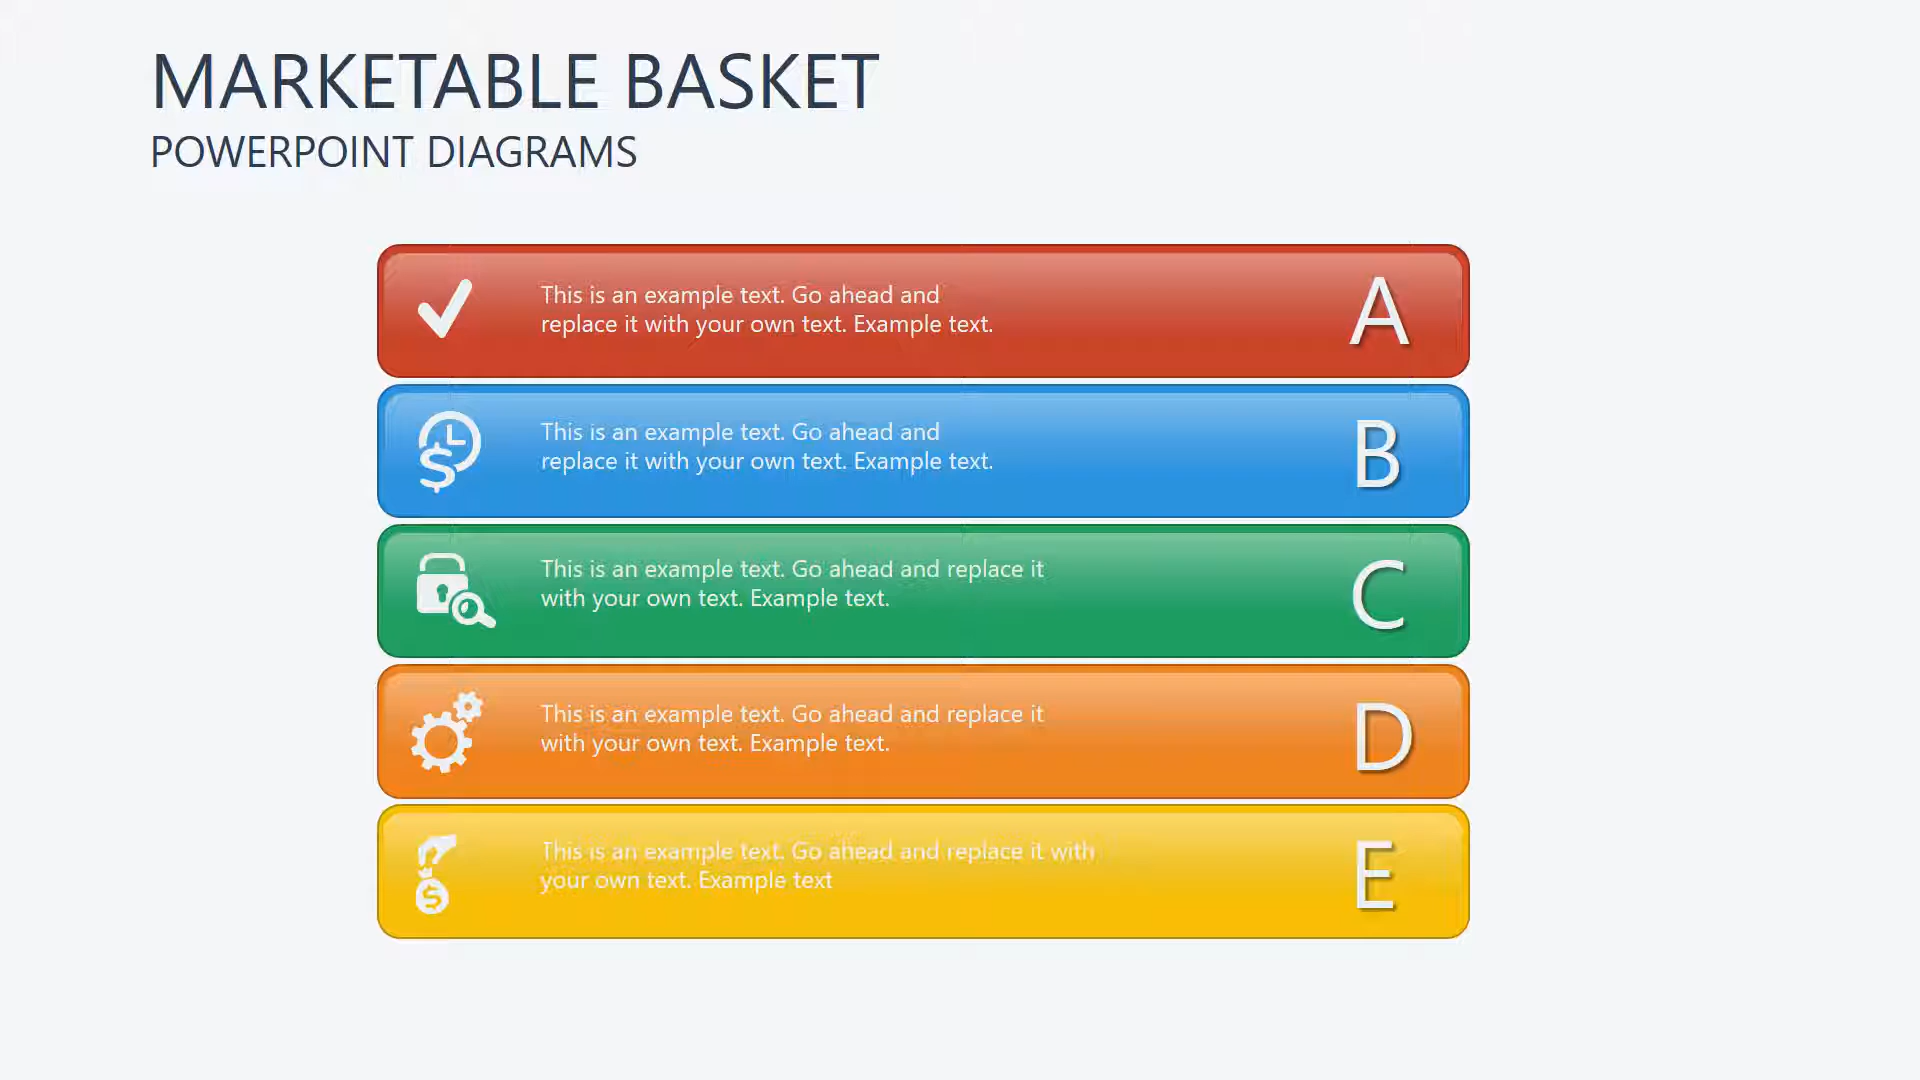 MARKETABLE BASKET
POWERPOINT DIAGRAMS
This is an example text. Go ahead and
replace it with your own text. Example text.
A
This is an example text. Go ahead and
replace it with your own text. Example text.
B
This is an example text. Go ahead and replace it
with your own text. Example text.
C
This is an example text. Go ahead and replace it
with your own text. Example text.
D
This is an example text. Go ahead and replace it with
your own text. Example text
E